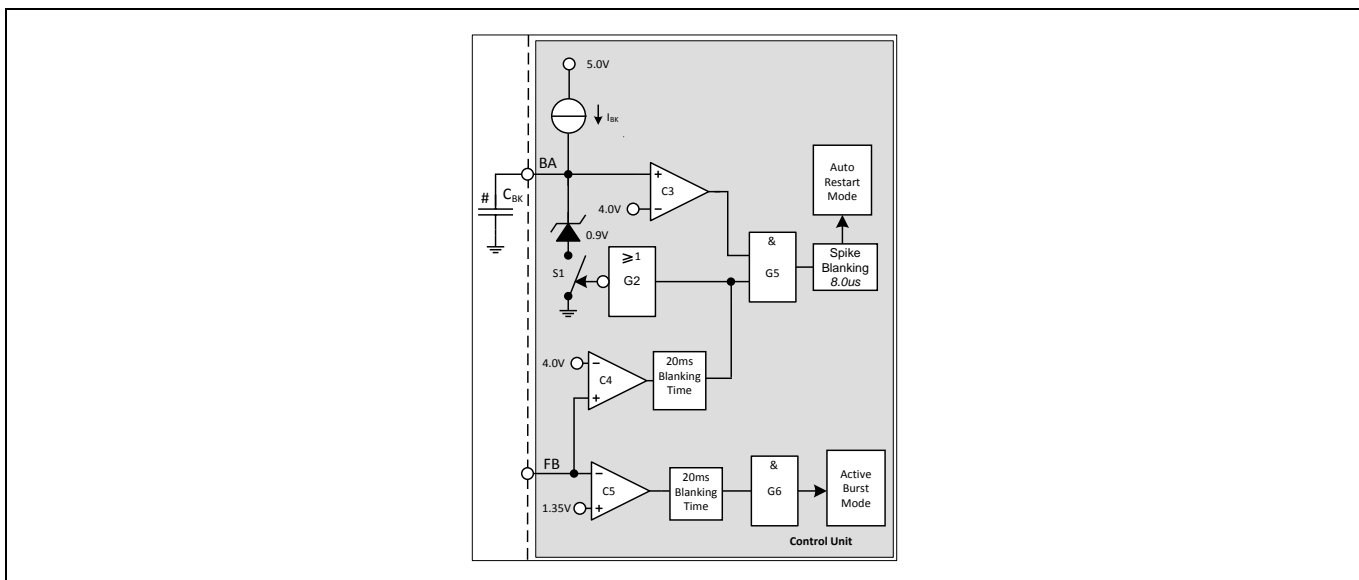 5.0V
I_BK
BA
#
C_BK
+
C3
4.0V
−
Auto
Restart
Mode
0.9V
S1
≥1
G2
&
G5
Spike
Blanking
8.0us
4.0V
−
C4
+
20ms
Blanking
Time
FB
−
C5
1.35V
+
20ms
Blanking
Time
&
G6
Active
Burst
Mode
Control Unit